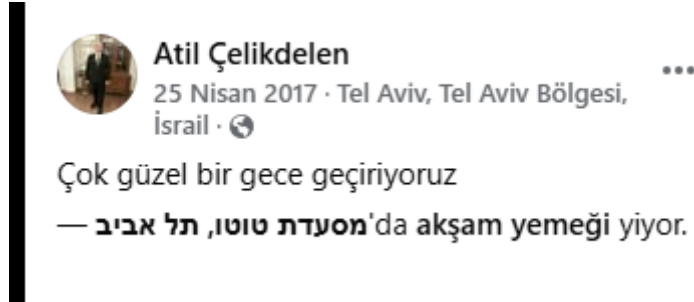 Atil Çelikdelen
25 Nisan 2017 · Tel Aviv, Tel Aviv Bölgesi,
İsrail ·
Çok güzel bir gece geçiriyoruz
— מסעדת טוטו, תל אביב'da akşam yemeği yiyor.